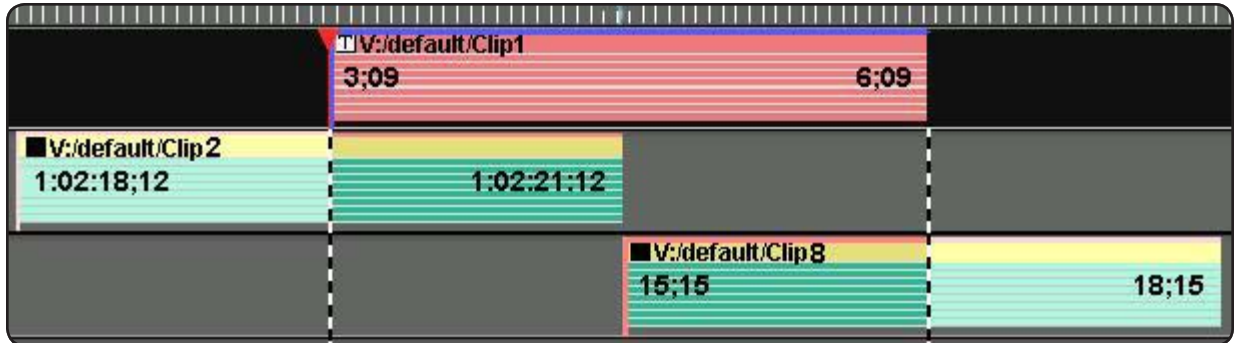 T V:/default/Clip1
3;09 6;09
V:/default/Clip2
1:02:18;12 1:02:21:12
V:/default/Clip8
15;15 18;15